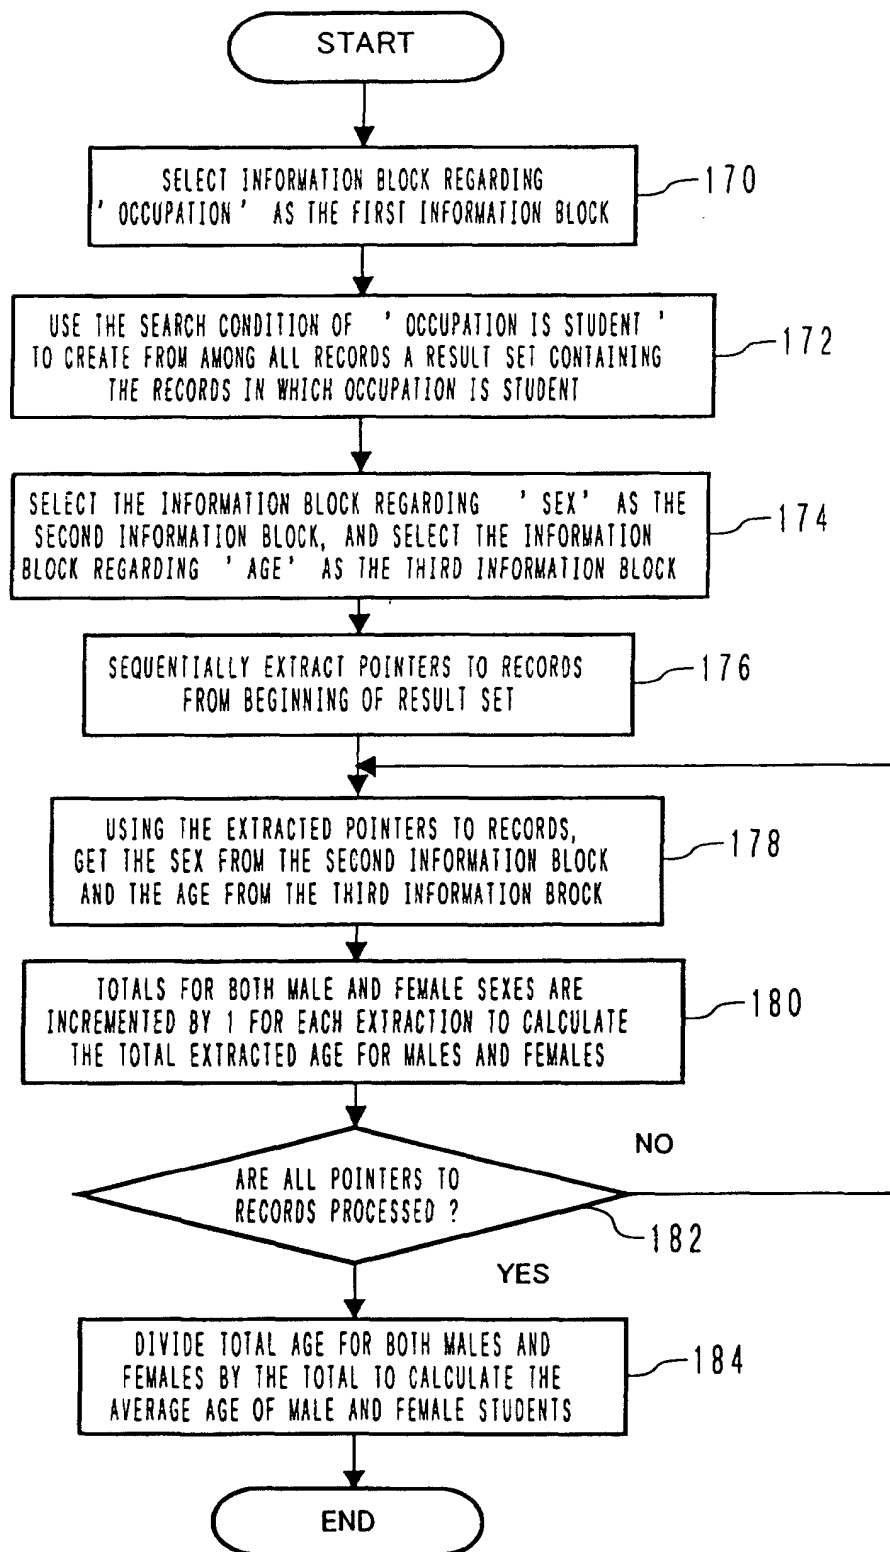 START
SELECT INFORMATION BLOCK REGARDING
' OCCUPATION ' AS THE FIRST INFORMATION BLOCK
170
USE THE SEARCH CONDITION OF ' OCCUPATION IS STUDENT '
TO CREATE FROM AMONG ALL RECORDS A RESULT SET CONTAINING
THE RECORDS IN WHICH OCCUPATION IS STUDENT
172
SELECT THE INFORMATION BLOCK REGARDING ' SEX' AS THE
SECOND INFORMATION BLOCK, AND SELECT THE INFORMATION
BLOCK REGARDING ' AGE' AS THE THIRD INFORMATION BLOCK
174
SEQUENTIALLY EXTRACT POINTERS TO RECORDS
FROM BEGINNING OF RESULT SET
176
USING THE EXTRACTED POINTERS TO RECORDS,
GET THE SEX FROM THE SECOND INFORMATION BLOCK
AND THE AGE FROM THE THIRD INFORMATION BROCK
178
TOTALS FOR BOTH MALE AND FEMALE SEXES ARE
INCREMENTED BY 1 FOR EACH EXTRACTION TO CALCULATE
THE TOTAL EXTRACTED AGE FOR MALES AND FEMALES
180
ARE ALL POINTERS TO
RECORDS PROCESSED ?
NO
182
YES
DIVIDE TOTAL AGE FOR BOTH MALES AND
FEMALES BY THE TOTAL TO CALCULATE THE
AVERAGE AGE OF MALE AND FEMALE STUDENTS
184
END